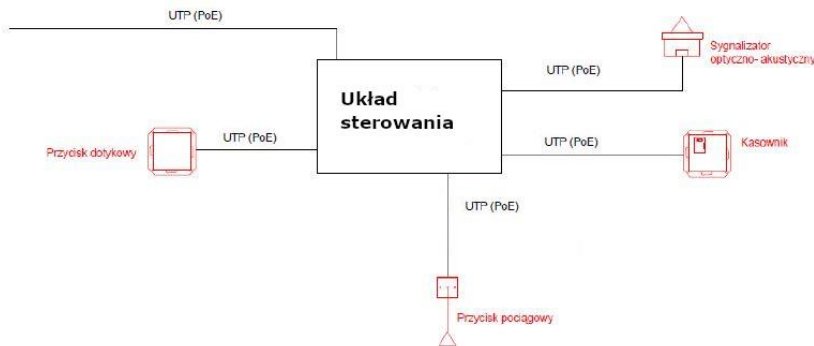 UTP (PoE)
Układ
sterowania
UTP (PoE)
Sygnalizator
optyczno- akustyczny
Przycisk dotykowy
UTP (PoE)
UTP (PoE)
Kasownik
UTP (PoE)
Przycisk pociągowy